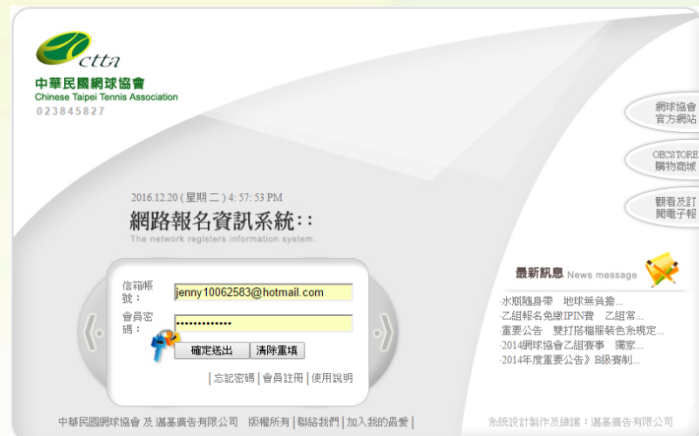 ctta
中華民國網球協會
Chinese Taipei Tennis Association
023845827
網球協會
官方網站
OECSTORE
購物商城
觀看及訂
閱電子報
2016.12.20 ( 星期 二 ) 4: 57: 53 PM
網路報名資訊系統::
The network registers information system.
信箱帳
號：
jenny10062583@hotmail.com
會員密
碼：
•••••••••••••
確定送出 清除重填
|忘記密碼|會員註冊|使用說明
最新訊息 News message
·水瓶隨身帶 地球無負擔...
·乙組報名免繳IPIN費 乙組常...
·重要公告 雙打搭檔服裝色系規定...
·2014網球協會乙組賽事 獨家...
·2014年度重要公告》B級賽制...
中華民國網球協會 及 邁基廣告有限公司 版權所有|聯絡我們|加入我的最愛|
系統設計製作及維護：邁基廣告有限公司